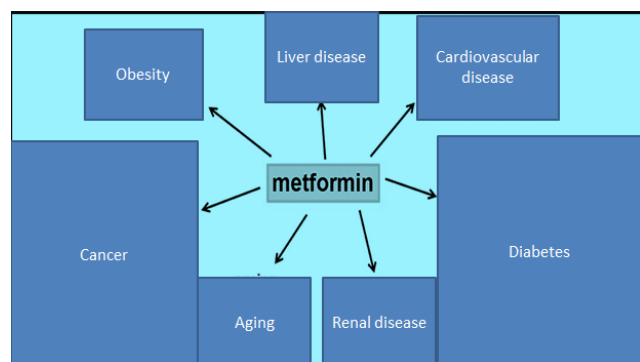 Liver disease
Cardiovascular
disease
Obesity
metformin
Cancer
Diabetes
Aging
Renal disease